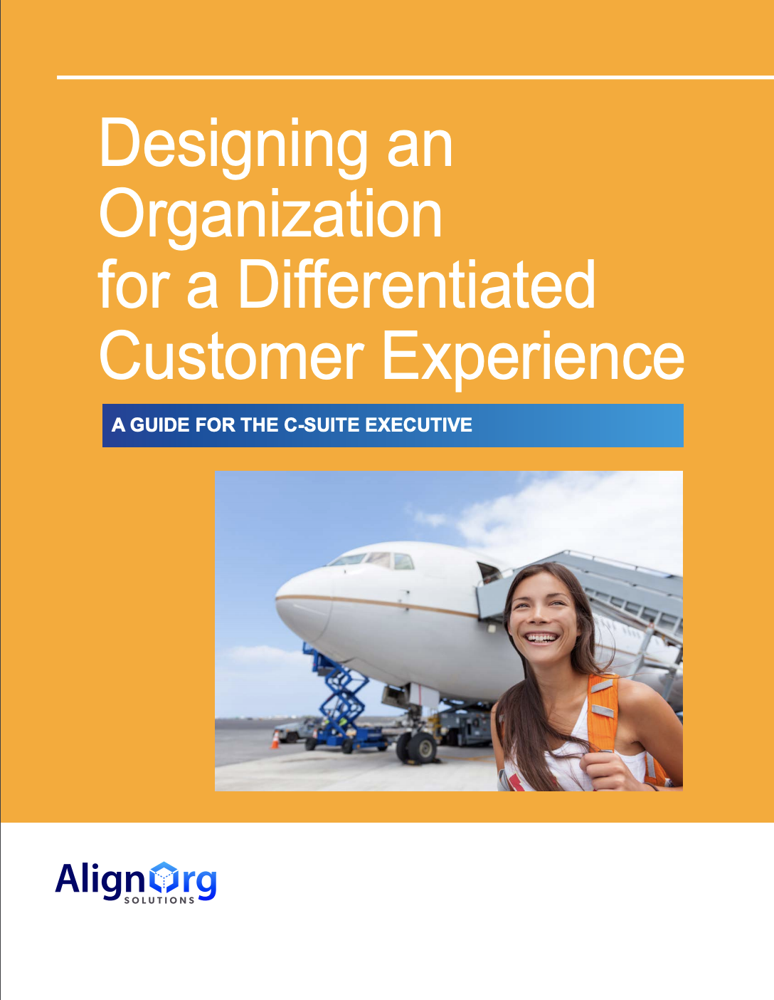 Designing an
Organization
for a Differentiated
Customer Experience
A GUIDE FOR THE C-SUITE EXECUTIVE
AlignOrg
SOLUTIONS